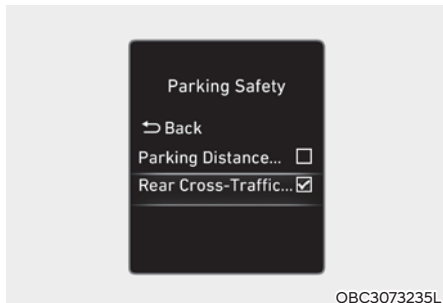 Parking Safety
Back
Parking Distance...
Rear Cross-Traffic...
OBC3073235L